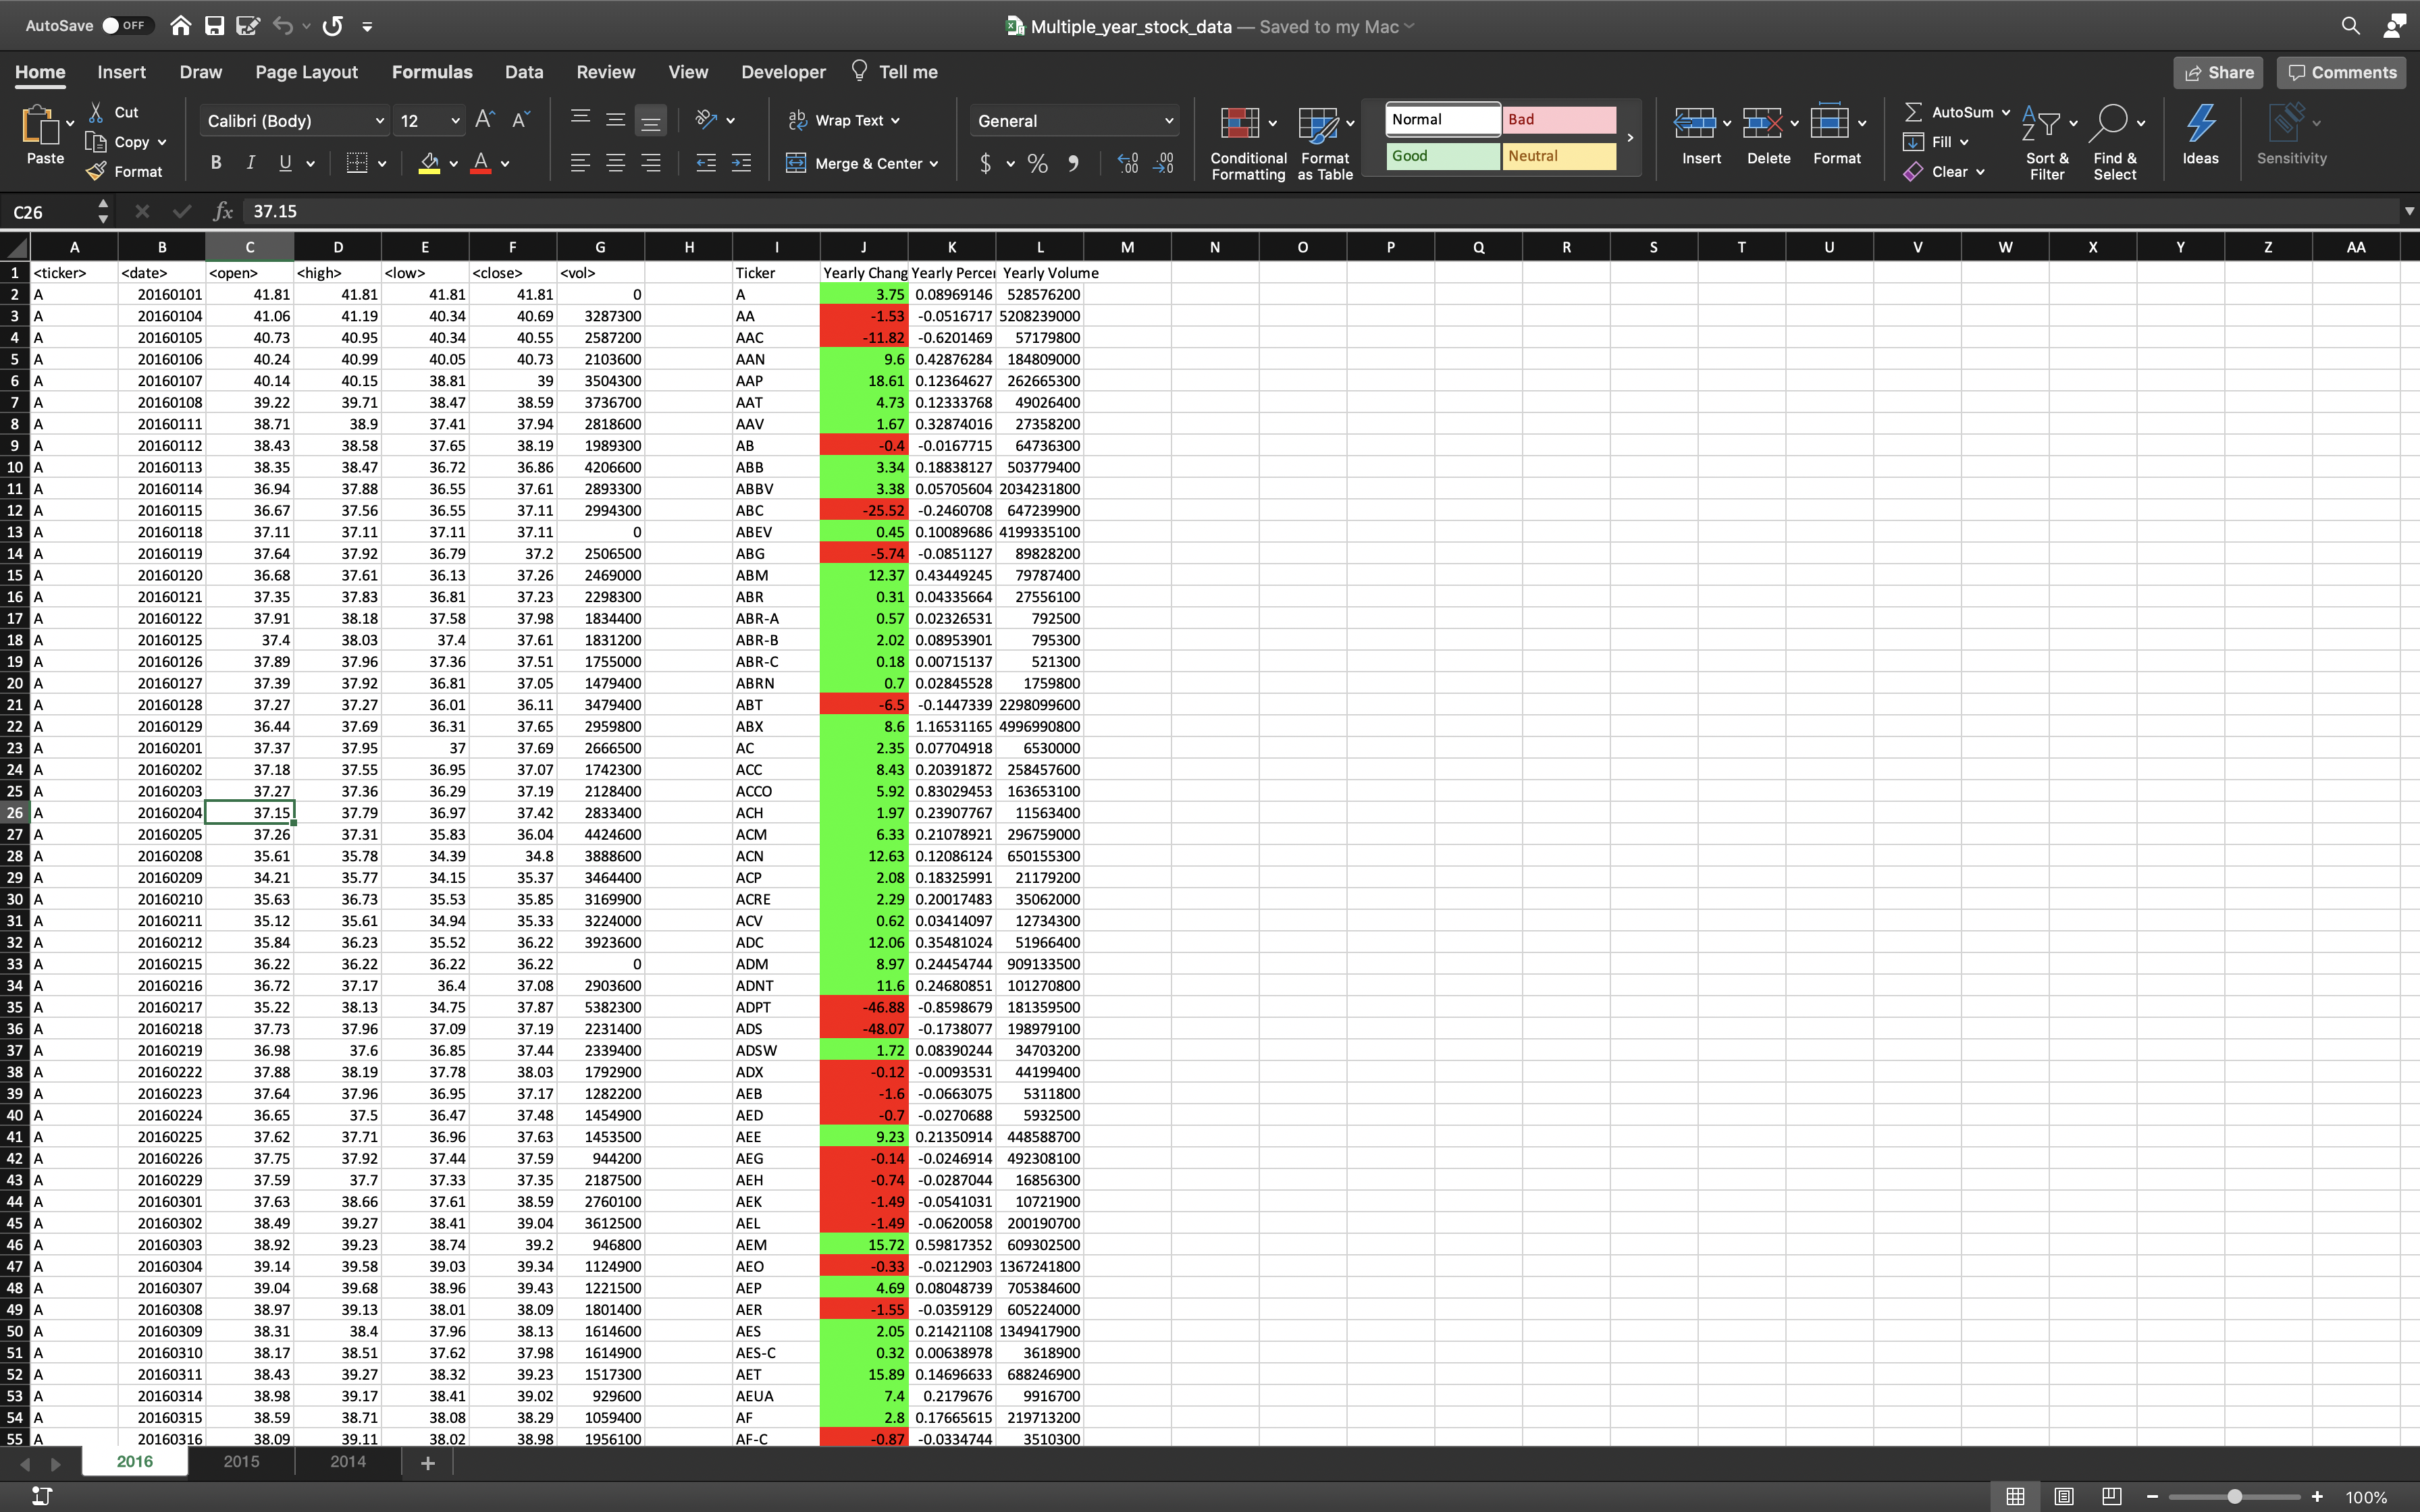 AutoSave OFF Multiple_year_stock_data — Saved to my Mac
Home Insert Draw Page Layout Formulas Data Review View Developer Tell me Share Comments
Paste Cut Copy Format Calibri (Body) 12 A^ A˅ B I U A Wrap Text Merge & Center General $ % , Conditional Formatting Format as Table Normal Bad Good Neutral Insert Delete Format AutoSum Fill Clear Sort & Filter Find & Select Ideas Sensitivity
C26 fx 37.15
A B C D E F G H I J K L M N O P Q R S T U V W X Y Z AA
1 <ticker> <date> <open> <high> <low> <close> <vol> Ticker Yearly Chang Yearly Percer Yearly Volume
2 A 20160101 41.81 41.81 41.81 41.81 0 A 3.75 0.08969146 528576200
3 A 20160104 41.06 41.19 40.34 40.69 3287300 AA -1.53 -0.0516717 5208239000
4 A 20160105 40.73 40.95 40.34 40.55 2587200 AAC -11.82 -0.6201469 57179800
5 A 20160106 40.24 40.99 40.05 40.73 2103600 AAN 9.6 0.42876284 184809000
6 A 20160107 40.14 40.15 38.81 39 3504300 AAP 18.61 0.12364627 262665300
7 A 20160108 39.22 39.71 38.47 38.59 3736700 AAT 4.73 0.12333768 49026400
8 A 20160111 38.71 38.9 37.41 37.94 2818600 AAV 1.67 0.32874016 27358200
9 A 20160112 38.43 38.58 37.65 38.19 1989300 AB -0.4 -0.0167715 64736300
10 A 20160113 38.35 38.47 36.72 36.86 4206600 ABB 3.34 0.18838127 503779400
11 A 20160114 36.94 37.88 36.55 37.61 2893300 ABBV 3.38 0.05705604 2034231800
12 A 20160115 36.67 37.56 36.55 37.11 2994300 ABC -25.52 -0.2460708 647239900
13 A 20160118 37.11 37.11 37.11 37.11 0 ABEV 0.45 0.10089686 4199335100
14 A 20160119 37.64 37.92 36.79 37.2 2506500 ABG -5.74 -0.0851127 89828200
15 A 20160120 36.68 37.61 36.13 37.26 2469000 ABM 12.37 0.43449245 79787400
16 A 20160121 37.35 37.83 36.81 37.23 2298300 ABR 0.31 0.04335664 27556100
17 A 20160122 37.91 38.18 37.58 37.98 1834400 ABR-A 0.57 0.02326531 792500
18 A 20160125 37.4 38.03 37.4 37.61 1831200 ABR-B 2.02 0.08953901 795300
19 A 20160126 37.89 37.96 37.36 37.51 1755000 ABR-C 0.18 0.00715137 521300
20 A 20160127 37.39 37.92 36.81 37.05 1479400 ABRN 0.7 0.02845528 1759800
21 A 20160128 37.27 37.27 36.01 36.11 3479400 ABT -6.5 -0.1447339 2298099600
22 A 20160129 36.44 37.69 36.31 37.65 2959800 ABX 8.6 1.16531165 4996990800
23 A 20160201 37.37 37.95 37 37.69 2666500 AC 2.35 0.07704918 6530000
24 A 20160202 37.18 37.55 36.95 37.07 1742300 ACC 8.43 0.20391872 258457600
25 A 20160203 37.27 37.36 36.29 37.19 2128400 ACCO 5.92 0.83029453 163653100
26 A 20160204 37.15 37.79 36.97 37.42 2833400 ACH 1.97 0.23907767 11563400
27 A 20160205 37.26 37.31 35.83 36.04 4424600 ACM 6.33 0.21078921 296759000
28 A 20160208 35.61 35.78 34.39 34.8 3888600 ACN 12.63 0.12086124 650155300
29 A 20160209 34.21 35.77 34.15 35.37 3464400 ACP 2.08 0.18325991 21179200
30 A 20160210 35.63 36.73 35.53 35.85 3169900 ACRE 2.29 0.20017483 35062000
31 A 20160211 35.12 35.61 34.94 35.33 3224000 ACV 0.62 0.03414097 12734300
32 A 20160212 35.84 36.23 35.52 36.22 3923600 ADC 12.06 0.35481024 51966400
33 A 20160215 36.22 36.22 36.22 36.22 0 ADM 8.97 0.24454744 909133500
34 A 20160216 36.72 37.17 36.4 37.08 2903600 ADNT 11.6 0.24680851 101270800
35 A 20160217 35.22 38.13 34.75 37.87 5382300 ADPT -46.88 -0.8598679 181359500
36 A 20160218 37.73 37.96 37.09 37.19 2231400 ADS -48.07 -0.1738077 198979100
37 A 20160219 36.98 37.6 36.85 37.44 2339400 ADSW 1.72 0.08390244 34703200
38 A 20160222 37.88 38.19 37.78 38.03 1792900 ADX -0.12 -0.0093531 44199400
39 A 20160223 37.64 37.96 36.95 37.17 1282200 AEB -1.6 -0.0663075 5311800
40 A 20160224 36.65 37.5 36.47 37.48 1454900 AED -0.7 -0.0270688 5932500
41 A 20160225 37.62 37.71 36.96 37.63 1453500 AEE 9.23 0.21350914 448588700
42 A 20160226 37.75 37.92 37.44 37.59 944200 AEG -0.14 -0.0246914 492308100
43 A 20160229 37.59 37.7 37.33 37.35 2187500 AEH -0.74 -0.0287044 16856300
44 A 20160301 37.63 38.66 37.61 38.59 2760100 AEK -1.49 -0.0541031 10721900
45 A 20160302 38.49 39.27 38.41 39.04 3612500 AEL -1.49 -0.0620058 200190700
46 A 20160303 38.92 39.23 38.74 39.2 946800 AEM 15.72 0.59817352 609302500
47 A 20160304 39.14 39.58 39.03 39.34 1124900 AEO -0.33 -0.0212903 1367241800
48 A 20160307 39.04 39.68 38.96 39.43 1221500 AEP 4.69 0.08048739 705384600
49 A 20160308 38.97 39.13 38.01 38.09 1801400 AER -1.55 -0.0359129 605224000
50 A 20160309 38.31 38.4 37.96 38.13 1614600 AES 2.05 0.21421108 1349417900
51 A 20160310 38.17 38.51 37.62 37.98 1614900 AES-C 0.32 0.00638978 3618900
52 A 20160311 38.43 39.27 38.32 39.23 1517300 AET 15.89 0.14696633 688246900
53 A 20160314 38.98 39.17 38.41 39.02 929600 AEUA 7.4 0.2179676 9916700
54 A 20160315 38.59 38.71 38.08 38.29 1059400 AF 2.8 0.17665615 219713200
55 A 20160316 38.09 39.11 38.02 38.98 1956100 AF-C -0.87 -0.0334744 3510300
2016 2015 2014 +
100%